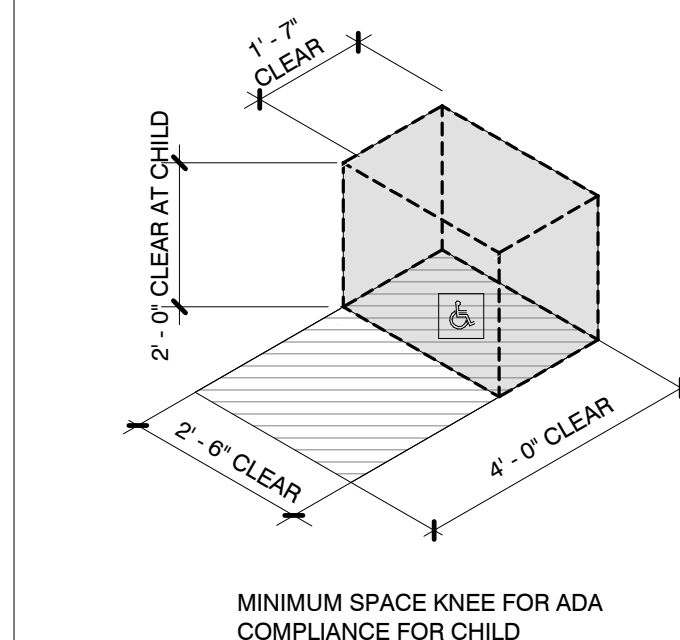 1' - 7"
CLEAR
2' - 0" CLEAR AT CHILD
2' - 6" CLEAR
4' - 0" CLEAR
MINIMUM SPACE KNEE FOR ADA
COMPLIANCE FOR CHILD